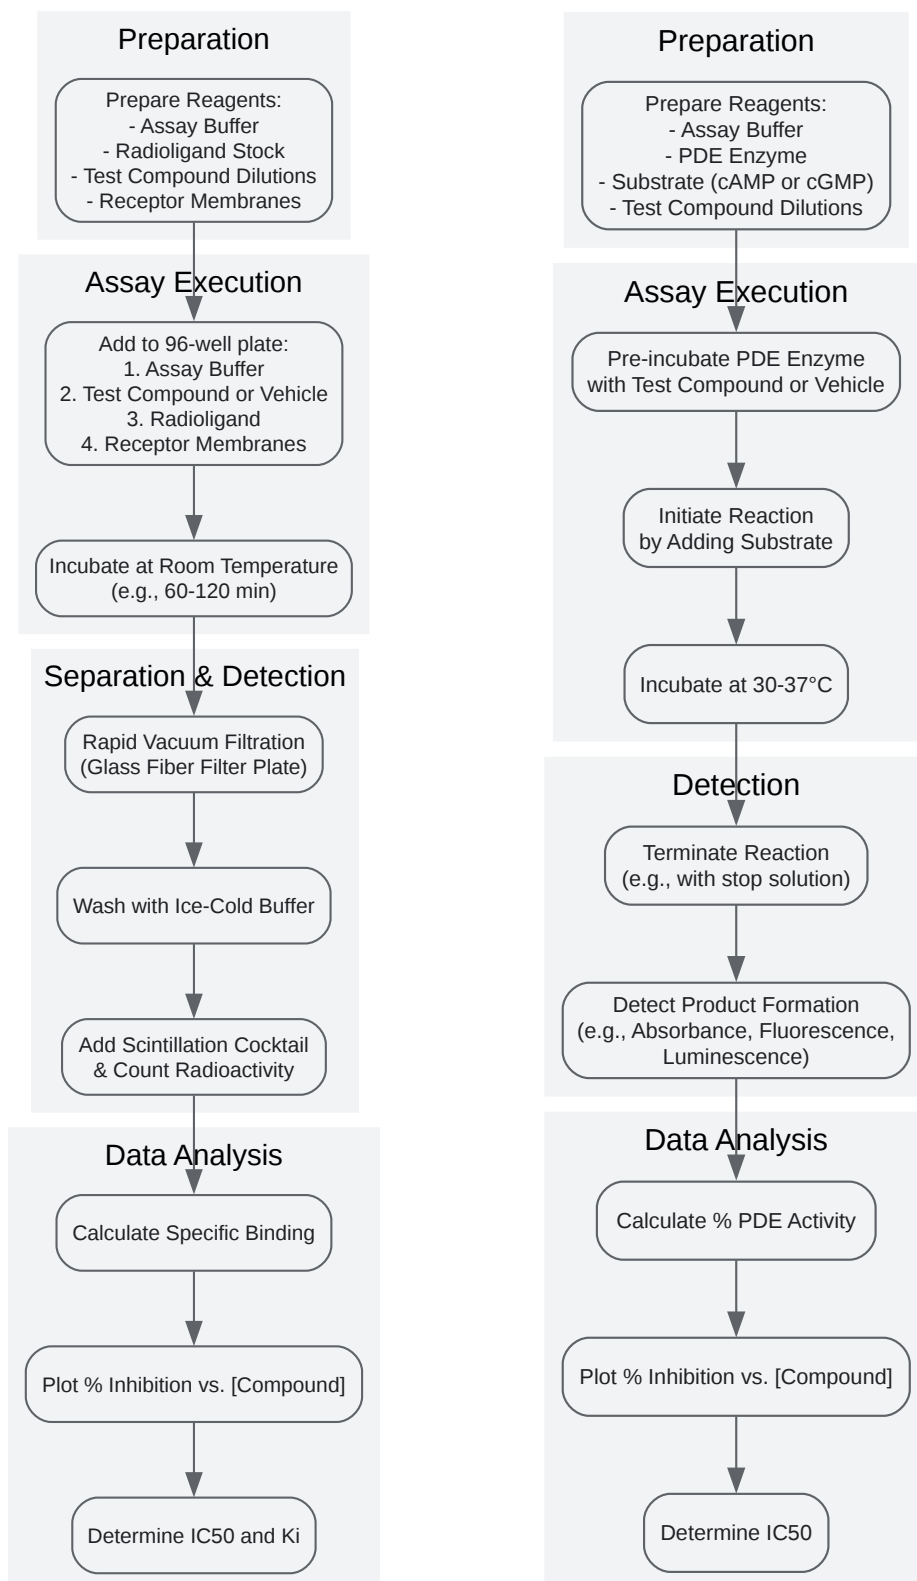 Preparation
Prepare Reagents:
- Assay Buffer
- Radioligand Stock
- Test Compound Dilutions
- Receptor Membranes
Assay Execution
Add to 96-well plate:
1. Assay Buffer
2. Test Compound or Vehicle
3. Radioligand
4. Receptor Membranes
Incubate at Room Temperature
(e.g., 60-120 min)
Separation & Detection
Rapid Vacuum Filtration
(Glass Fiber Filter Plate)
Wash with Ice-Cold Buffer
Add Scintillation Cocktail
& Count Radioactivity
Data Analysis
Calculate Specific Binding
Plot % Inhibition vs. [Compound]
Determine IC50 and Ki
Preparation
Prepare Reagents:
- Assay Buffer
- PDE Enzyme
- Substrate (cAMP or cGMP)
- Test Compound Dilutions
Assay Execution
Pre-incubate PDE Enzyme
with Test Compound or Vehicle
Initiate Reaction
by Adding Substrate
Incubate at 30-37°C
Detection
Terminate Reaction
(e.g., with stop solution)
Detect Product Formation
(e.g., Absorbance, Fluorescence,
Luminescence)
Data Analysis
Calculate % PDE Activity
Plot % Inhibition vs. [Compound]
Determine IC50